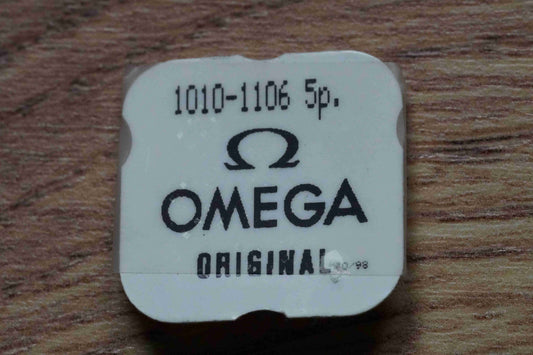 1010-1106 5p.
Ω
OMEGA
ORIGINAL